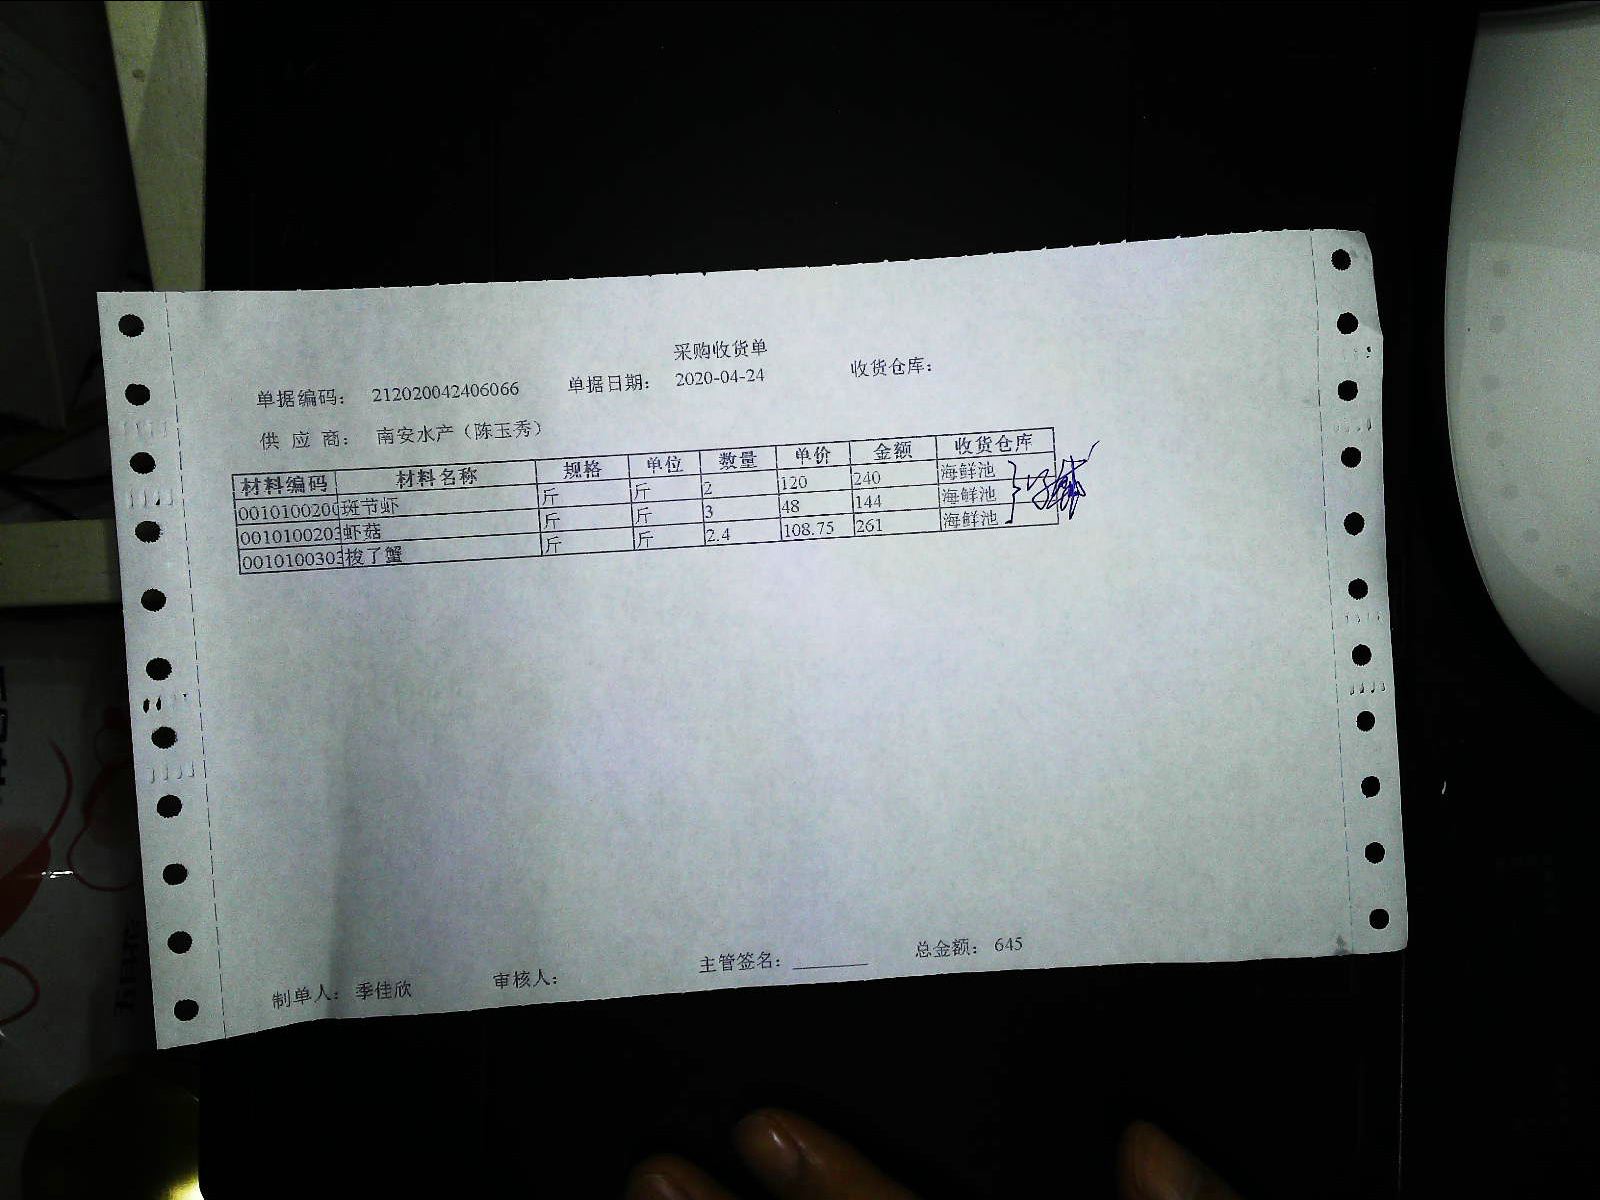 采购收货单
单据编码： 212020042406066 单据日期： 2020-04-24 收货仓库：
供 应 商： 南安水产（陈玉秀）
材料编码 材料名称 规格 单位 数量 单价 金额 收货仓库
0010100200 斑节虾 斤 斤 2 120 240 海鲜池
0010100203 虾菇 斤 斤 3 48 144 海鲜池
0010100303 梭了蟹 斤 斤 2.4 108.75 261 海鲜池
制单人： 季佳欣 审核人： 主管签名： 总金额： 645